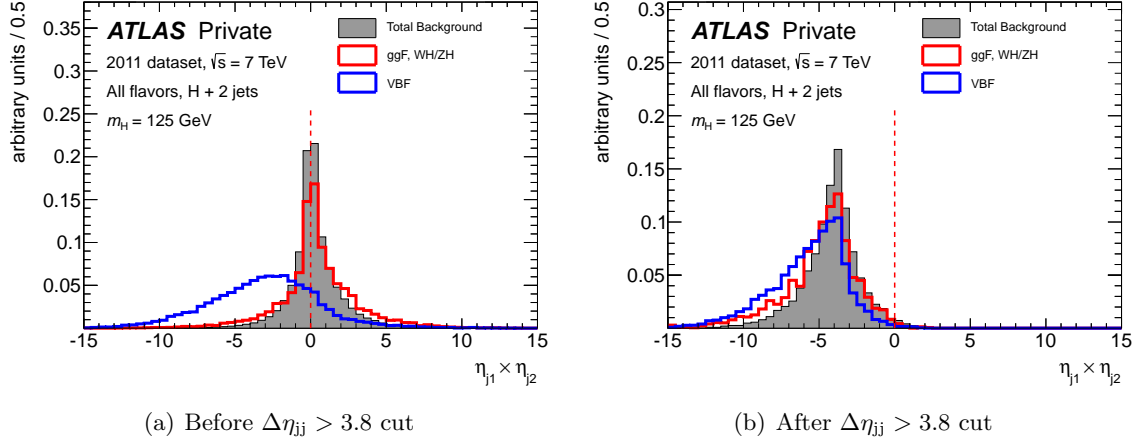 arbitrary units / 0.5
0.35
0.3
0.25
0.2
0.15
0.1
0.05
ATLAS Private
2011 dataset, √s = 7 TeV
All flavors, H + 2 jets
m_H = 125 GeV
Total Background
ggF, WH/ZH
VBF
-15 -10 -5 0 5 10 15
η_j1 × η_j2
(a) Before Δη_jj > 3.8 cut
arbitrary units / 0.5
0.3
0.25
0.2
0.15
0.1
0.05
ATLAS Private
2011 dataset, √s = 7 TeV
All flavors, H + 2 jets
m_H = 125 GeV
Total Background
ggF, WH/ZH
VBF
-15 -10 -5 0 5 10 15
η_j1 × η_j2
(b) After Δη_jj > 3.8 cut